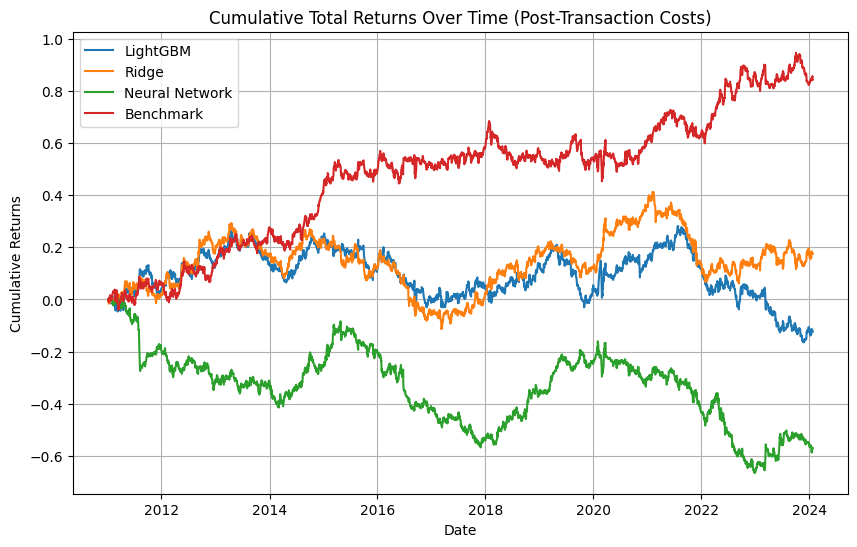 Cumulative Total Returns Over Time (Post-Transaction Costs)
LightGBM
Ridge
Neural Network
Benchmark
Cumulative Returns
1.0
0.8
0.6
0.4
0.2
0.0
−0.2
−0.4
−0.6
2012 2014 2016 2018 2020 2022 2024
Date